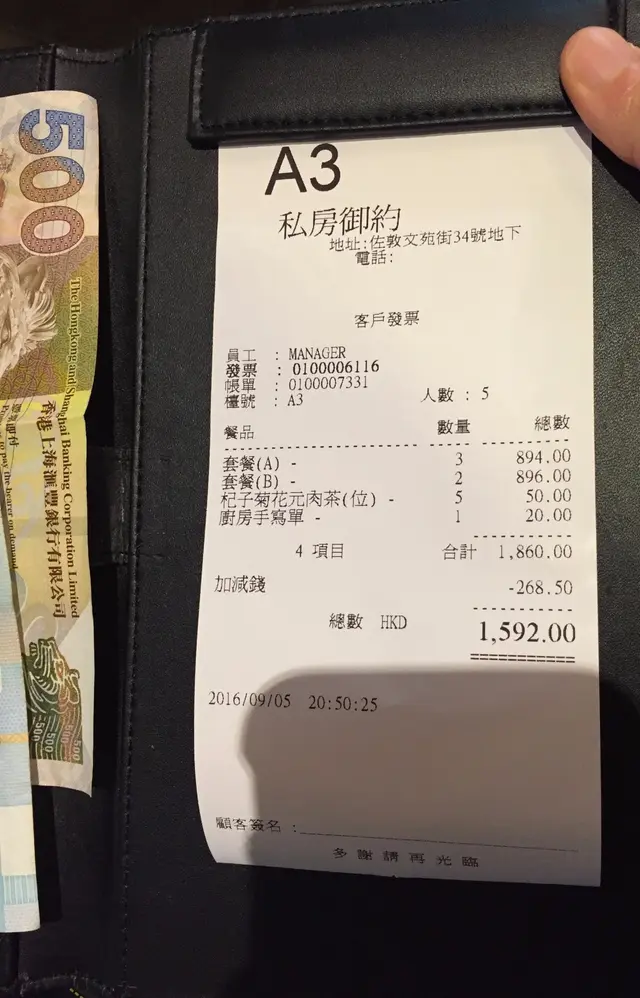 500
The Hongkong and Shanghai Banking Corporation Limited
香港上海滙豐銀行有限公司
500
500
500
A3
私房御約
地址:佐敦文苑街34號地下
電話:
客戶發票
員工 : MANAGER
發票 : 0100006116
帳單 : 0100007331
檯號 : A3 人數 : 5
餐品 數量 總數
套餐(A) - 3 894.00
套餐(B) - 2 896.00
杞子菊花元肉茶(位) - 5 50.00
廚房手寫單 - 1 20.00
4 項目 合計 1,860.00
加減錢 -268.50
總數 HKD 1,592.00
2016/09/05 20:50:25
顧客簽名 :
多謝請再光臨